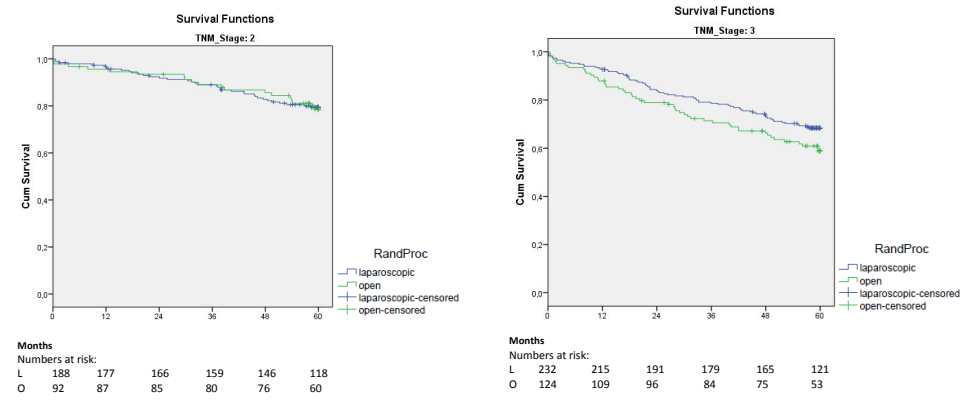 Survival Functions
TNM_Stage: 2
Cum Survival
1,0
0,8
0,6
0,4
0,2
0,0
0 12 24 36 48 60
RandProc
laparoscopic
open
laparoscopic-censored
open-censored
Months
Numbers at risk:
L 188 177 166 159 146 118
O 92 87 85 80 76 60
Survival Functions
TNM_Stage: 3
Cum Survival
1,0
0,8
0,6
0,4
0,2
0,0
0 12 24 36 48 60
RandProc
laparoscopic
open
laparoscopic-censored
open-censored
Months
Numbers at risk:
L 232 215 191 179 165 121
O 124 109 96 84 75 53